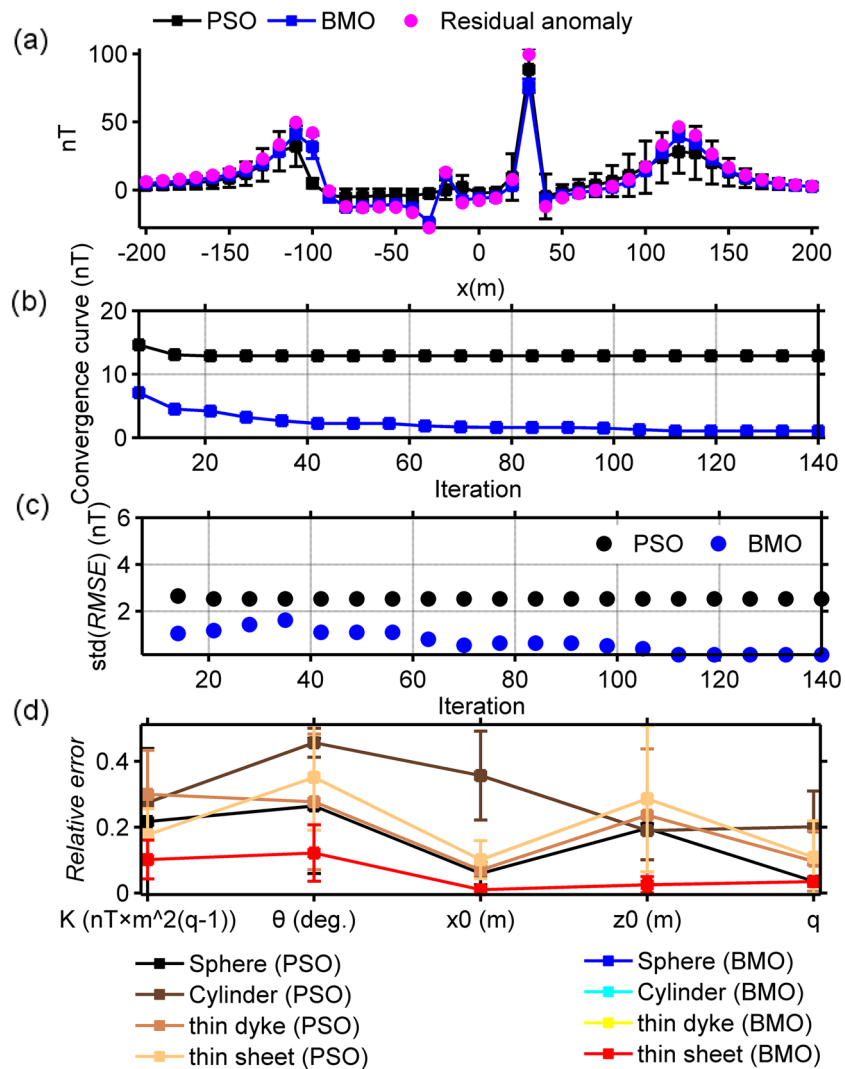 PSO BMO Residual anomaly
(a)
100
50
0
nT
-200 -150 -100 -50 0 50 100 150 200
x(m)
(b)
20
10
0
Convergence curve (nT)
20 40 60 80 100 120 140
Iteration
(c)
6
4
2
std(RMSE) (nT)
PSO BMO
20 40 60 80 100 120 140
Iteration
(d)
0.4
0.2
0
Relative error
K (nT×m^2(q-1)) θ (deg.) x0 (m) z0 (m) q
Sphere (PSO) Sphere (BMO)
Cylinder (PSO) Cylinder (BMO)
thin dyke (PSO) thin dyke (BMO)
thin sheet (PSO) thin sheet (BMO)